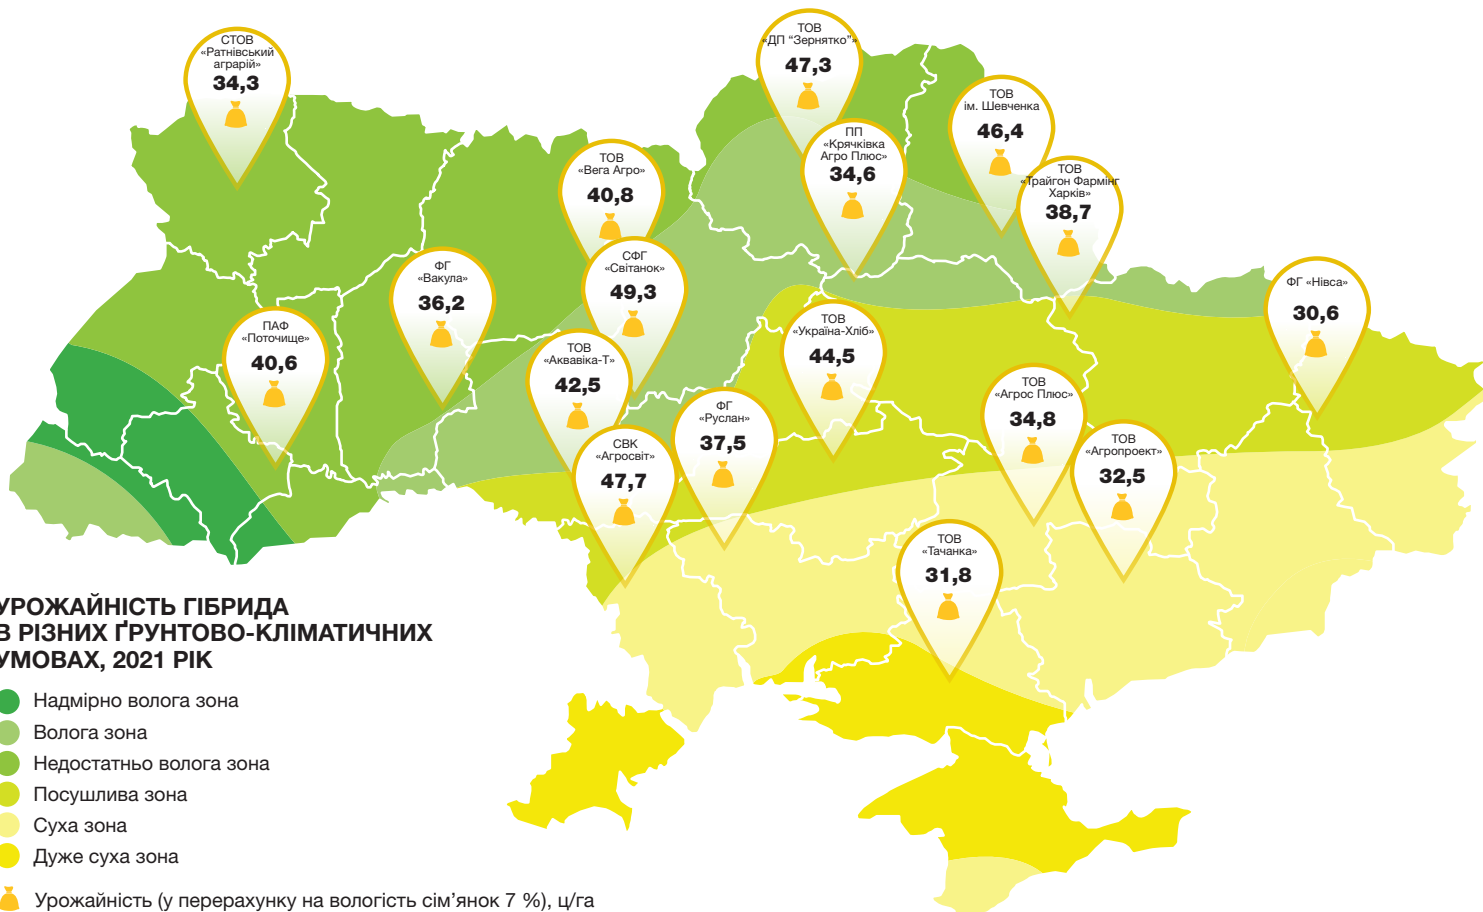 СТОВ
«Ратнівський
аграрій»
34,3
ТОВ
«ДП “Зернятко”»
47,3
ТОВ
ім. Шевченка
46,4
ПП
«Крячківка
Агро Плюс»
34,6
ТОВ
«Вега Агро»
40,8
ТОВ
«Трайгон Фармінг
Харків»
38,7
ФГ
«Вакула»
36,2
СФГ
«Світанок»
49,3
ФГ «Нівса»
30,6
ПАФ
«Поточище»
40,6
ТОВ
«Україна-Хліб»
44,5
ТОВ
«Аквавіка-Т»
42,5
ТОВ
«Агрос Плюс»
34,8
ФГ
«Руслан»
37,5
ТОВ
«Агропроект»
32,5
СВК
«Агросвіт»
47,7
ТОВ
«Тачанка»
31,8
УРОЖАЙНІСТЬ ГІБРИДА
В РІЗНИХ ҐРУНТОВО-КЛІМАТИЧНИХ
УМОВАХ, 2021 РІК
Надмірно волога зона
Волога зона
Недостатньо волога зона
Посушлива зона
Суха зона
Дуже суха зона
Урожайність (у перерахунку на вологість сім’янок 7 %), ц/га